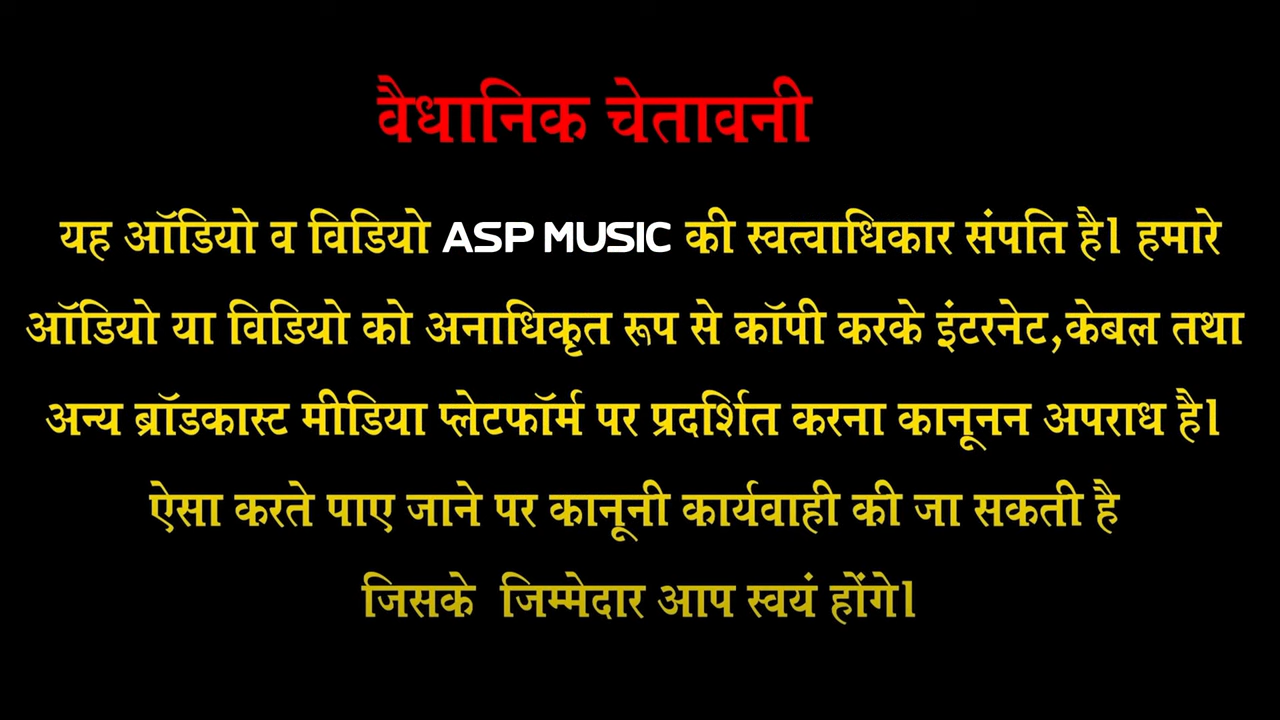 वैधानिक चेतावनी
यह ऑडियो व विडियो ASP MUSIC की स्वत्वाधिकार संपति है। हमारे
ऑडियो या विडियो को अनाधिकृत रूप से कॉपी करके इंटरनेट,केबल तथा
अन्य ब्रॉडकास्ट मीडिया प्लेटफॉर्म पर प्रदर्शित करना कानूनन अपराध है।
ऐसा करते पाए जाने पर कानूनी कार्यवाही की जा सकती है
जिसके जिम्मेदार आप स्वयं होंगे।